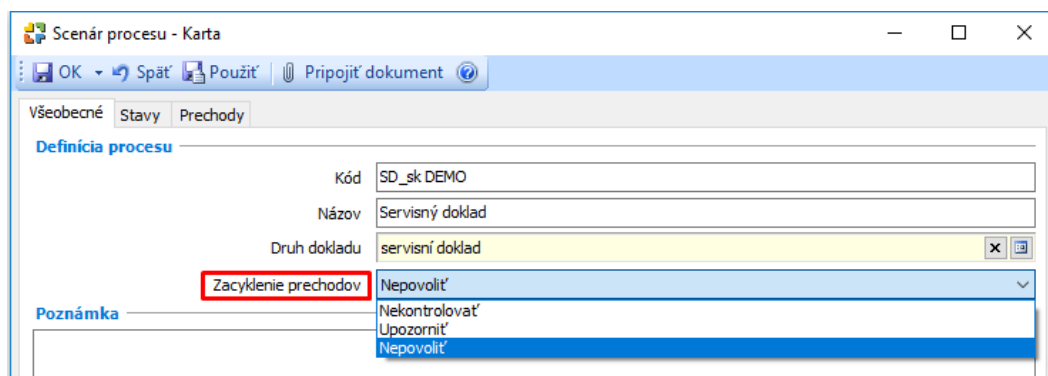 Scenár procesu - Karta
OK Späť Použiť Pripojiť dokument
Všeobecné Stavy Prechody
Definícia procesu
Kód SD_sk DEMO
Názov Servisný doklad
Druh dokladu servisní doklad
Zacyklenie prechodov Nepovoliť
Nekontrolovať
Poznámka
Upozorniť
Nepovoliť